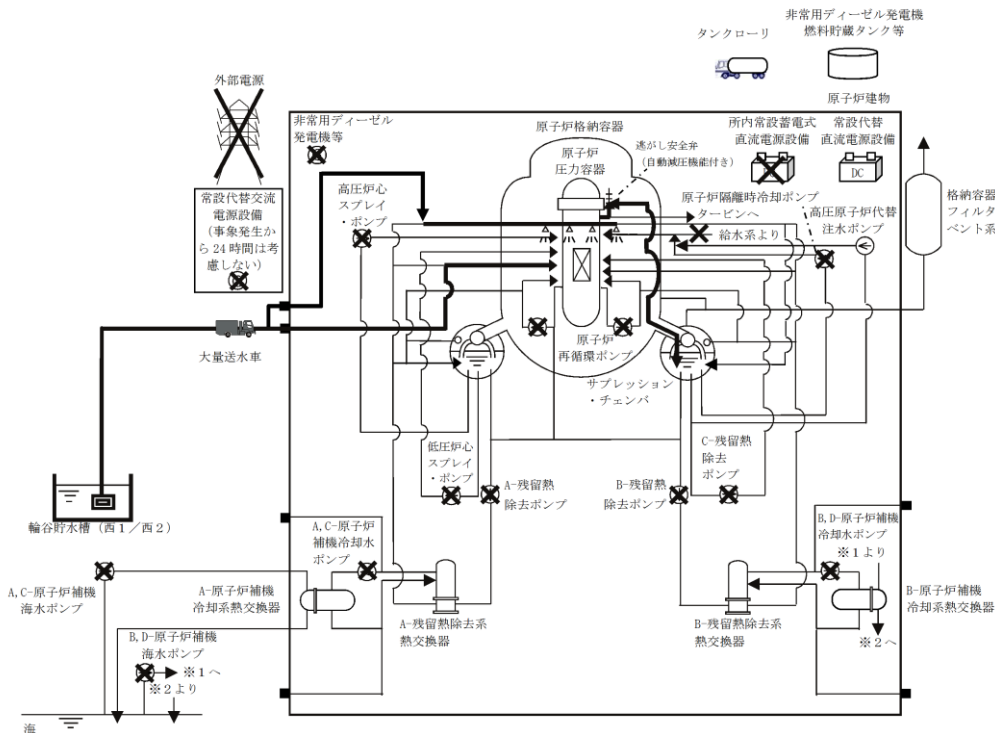 タンクローリ
非常用ディーゼル発電機
燃料貯蔵タンク等
外部電源
原子炉建物
非常用ディーゼル
発電機等
原子炉格納容器
原子炉
圧力容器
逃がし安全弁
(自動減圧機能付き)
所内常設蓄電式
直流電源設備
常設代替
直流電源設備
DC
常設代替交流
電源設備
(事象発生か
ら24時間は考
慮しない)
高圧炉心
スプレイ
・ポンプ
原子炉隔離時冷却ポンプ
タービンへ
給水系より
高圧原子炉代替
注水ポンプ
格納容器
フィルタ
ベント系
大量送水車
原子炉
再循環ポンプ
サプレッション
・チェンバ
低圧炉心
スプレイ
・ポンプ
A-残留熱
除去ポンプ
B-残留熱
除去ポンプ
C-残留熱
除去
ポンプ
輪谷貯水槽(西1/西2)
A,C-原子炉
補機冷却水
ポンプ
B,D-原子炉補機
冷却水ポンプ
※1より
A,C-原子炉補機
海水ポンプ
A-原子炉補機
冷却系熱交換器
A-残留熱除去系
熱交換器
B-残留熱除去系
熱交換器
B-原子炉補機
冷却系熱交換器
※2へ
B,D-原子炉補機
海水ポンプ
※1へ
※2より
海